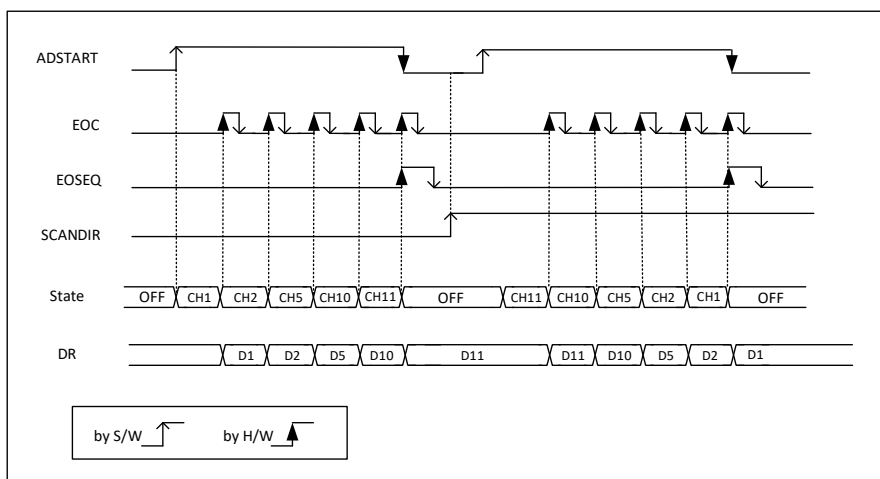 ADSTART
EOC
EOSEQ
SCANDIR
State OFF CH1 CH2 CH5 CH10 CH11 OFF CH11 CH10 CH5 CH2 CH1 OFF
DR D1 D2 D5 D10 D11 D11 D10 D5 D2 D1
by S/W by H/W